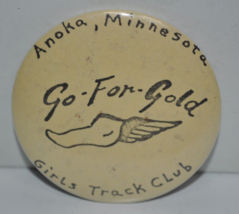 Anoka, Minnesota
Go-For-Gold
Girls Track Club